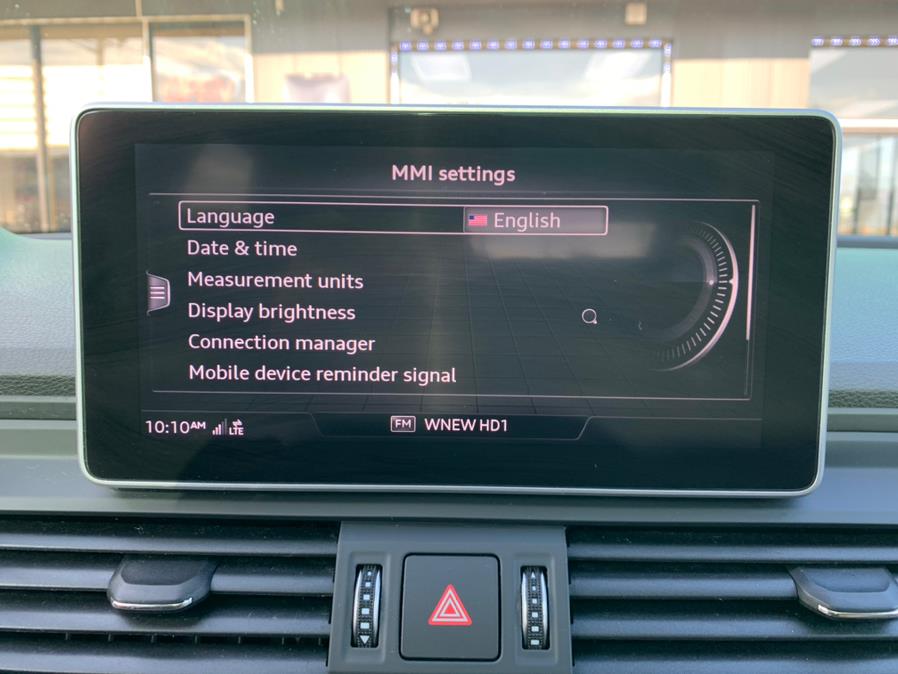 MMI settings
Language English
Date & time
Measurement units
Display brightness
Connection manager
Mobile device reminder signal
10:10AM LTE FM WNEW HD1